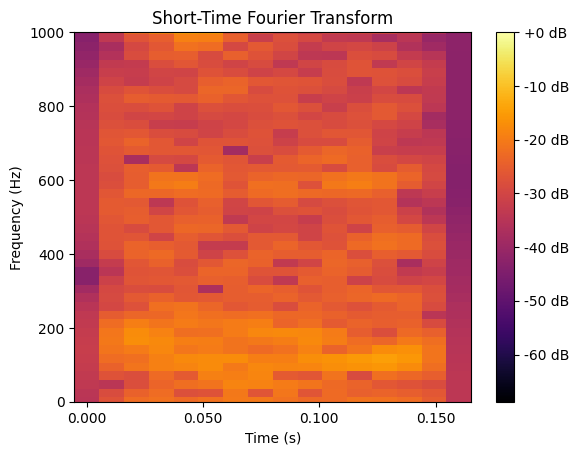 Short-Time Fourier Transform
1000
800
600
400
200
0
Frequency (Hz)
0.000
0.050
0.100
0.150
Time (s)
+0 dB
-10 dB
-20 dB
-30 dB
-40 dB
-50 dB
-60 dB